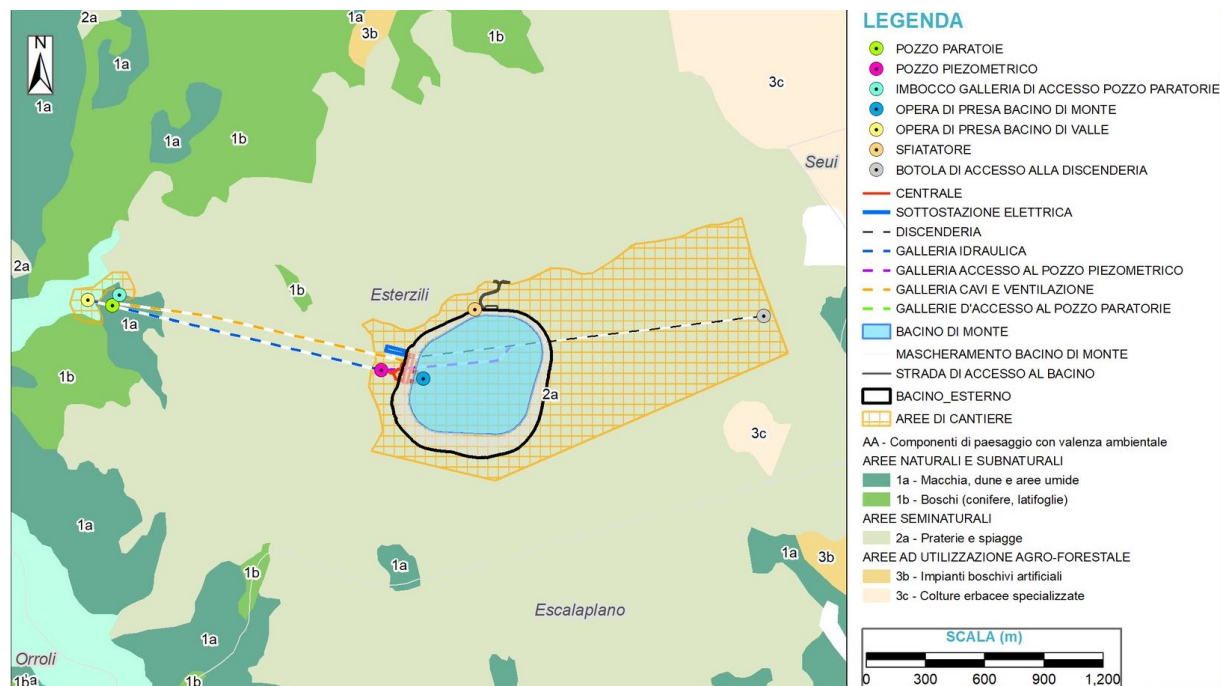 2a
1a
3b
1b
N
1a
3c
1a
1a
1b
Seui
2a
1b
Esterzili
1a
1b
2a
3c
1a
1a
3b
1b
1a
Escalaplano
1a
Orroli
1b
1a
1b
1a
LEGENDA
POZZO PARATOIE
POZZO PIEZOMETRICO
IMBOCCO GALLERIA DI ACCESSO POZZO PARATORIE
OPERA DI PRESA BACINO DI MONTE
OPERA DI PRESA BACINO DI VALLE
SFIATATORE
BOTOLA DI ACCESSO ALLA DISCENDERIA
CENTRALE
SOTTOSTAZIONE ELETTRICA
DISCENDERIA
GALLERIA IDRAULICA
GALLERIA ACCESSO AL POZZO PIEZOMETRICO
GALLERIA CAVI E VENTILAZIONE
GALLERIE D'ACCESSO AL POZZO PARATORIE
BACINO DI MONTE
MASCHERAMENTO BACINO DI MONTE
STRADA DI ACCESSO AL BACINO
BACINO_ESTERNO
AREE DI CANTIERE
AA - Componenti di paesaggio con valenza ambientale
AREE NATURALI E SUBNATURALI
1a - Macchia, dune e aree umide
1b - Boschi (conifere, latifoglie)
AREE SEMINATURALI
2a - Praterie e spiagge
AREE AD UTILIZZAZIONE AGRO-FORESTALE
3b - Impianti boschivi artificiali
3c - Colture erbacee specializzate
SCALA (m)
0 300 600 900 1,200